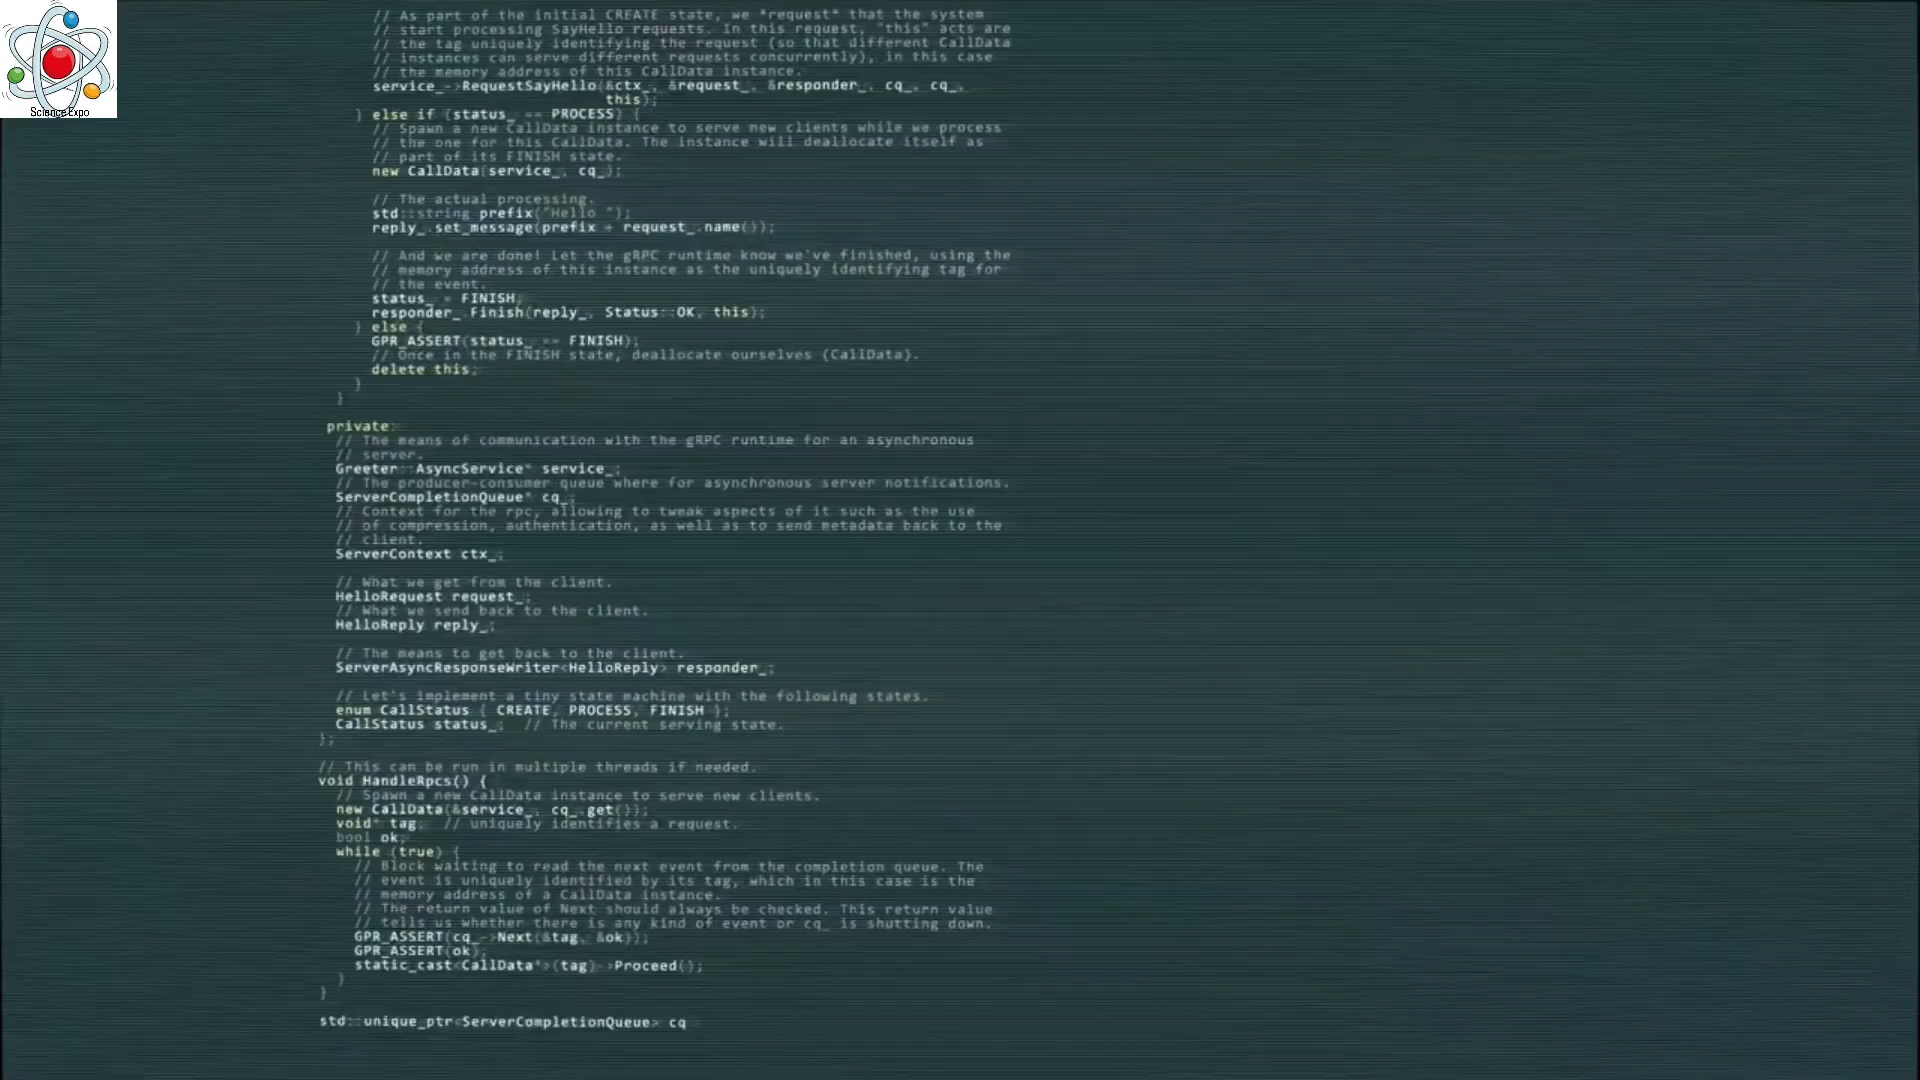 Science Expo
// As part of the initial CREATE state, we *request* that the system
// start processing SayHello requests. In this request, "this" acts are
// the tag uniquely identifying the request (so that different CallData
// instances can serve different requests concurrently), in this case
// the memory address of this CallData instance.
service_->RequestSayHello(&ctx_, &request_, &responder_, cq_, cq_,
this);
} else if (status_ == PROCESS) {
// Spawn a new CallData instance to serve new clients while we process
// the one for this CallData. The instance will deallocate itself as
// part of its FINISH state.
new CallData(service_, cq_);
// The actual processing.
std::string prefix("Hello ");
reply_.set_message(prefix + request_.name());
// And we are done! Let the gRPC runtime know we've finished, using the
// memory address of this instance as the uniquely identifying tag for
// the event.
status_ = FINISH;
responder_.Finish(reply_, Status::OK, this);
} else {
GPR_ASSERT(status_ == FINISH);
// Once in the FINISH state, deallocate ourselves (CallData).
delete this;
}
}
private:
// The means of communication with the gRPC runtime for an asynchronous
// server.
Greeter::AsyncService* service_;
// The producer-consumer queue where for asynchronous server notifications.
ServerCompletionQueue* cq_;
// Context for the rpc, allowing to tweak aspects of it such as the use
// of compression, authentication, as well as to send metadata back to the
// client.
ServerContext ctx_;
// What we get from the client.
HelloRequest request_;
// What we send back to the client.
HelloReply reply_;
// The means to get back to the client.
ServerAsyncResponseWriter<HelloReply> responder_;
// Let's implement a tiny state machine with the following states.
enum CallStatus { CREATE, PROCESS, FINISH };
CallStatus status_; // The current serving state.
};
// This can be run in multiple threads if needed.
void HandleRpcs() {
// Spawn a new CallData instance to serve new clients.
new CallData(&service_, cq_.get());
void* tag; // uniquely identifies a request.
bool ok;
while (true) {
// Block waiting to read the next event from the completion queue. The
// event is uniquely identified by its tag, which in this case is the
// memory address of a CallData instance.
// The return value of Next should always be checked. This return value
// tells us whether there is any kind of event or cq_ is shutting down.
GPR_ASSERT(cq_->Next(&tag, &ok));
GPR_ASSERT(ok);
static_cast<CallData*>(tag)->Proceed();
}
}
std::unique_ptr<ServerCompletionQueue> cq